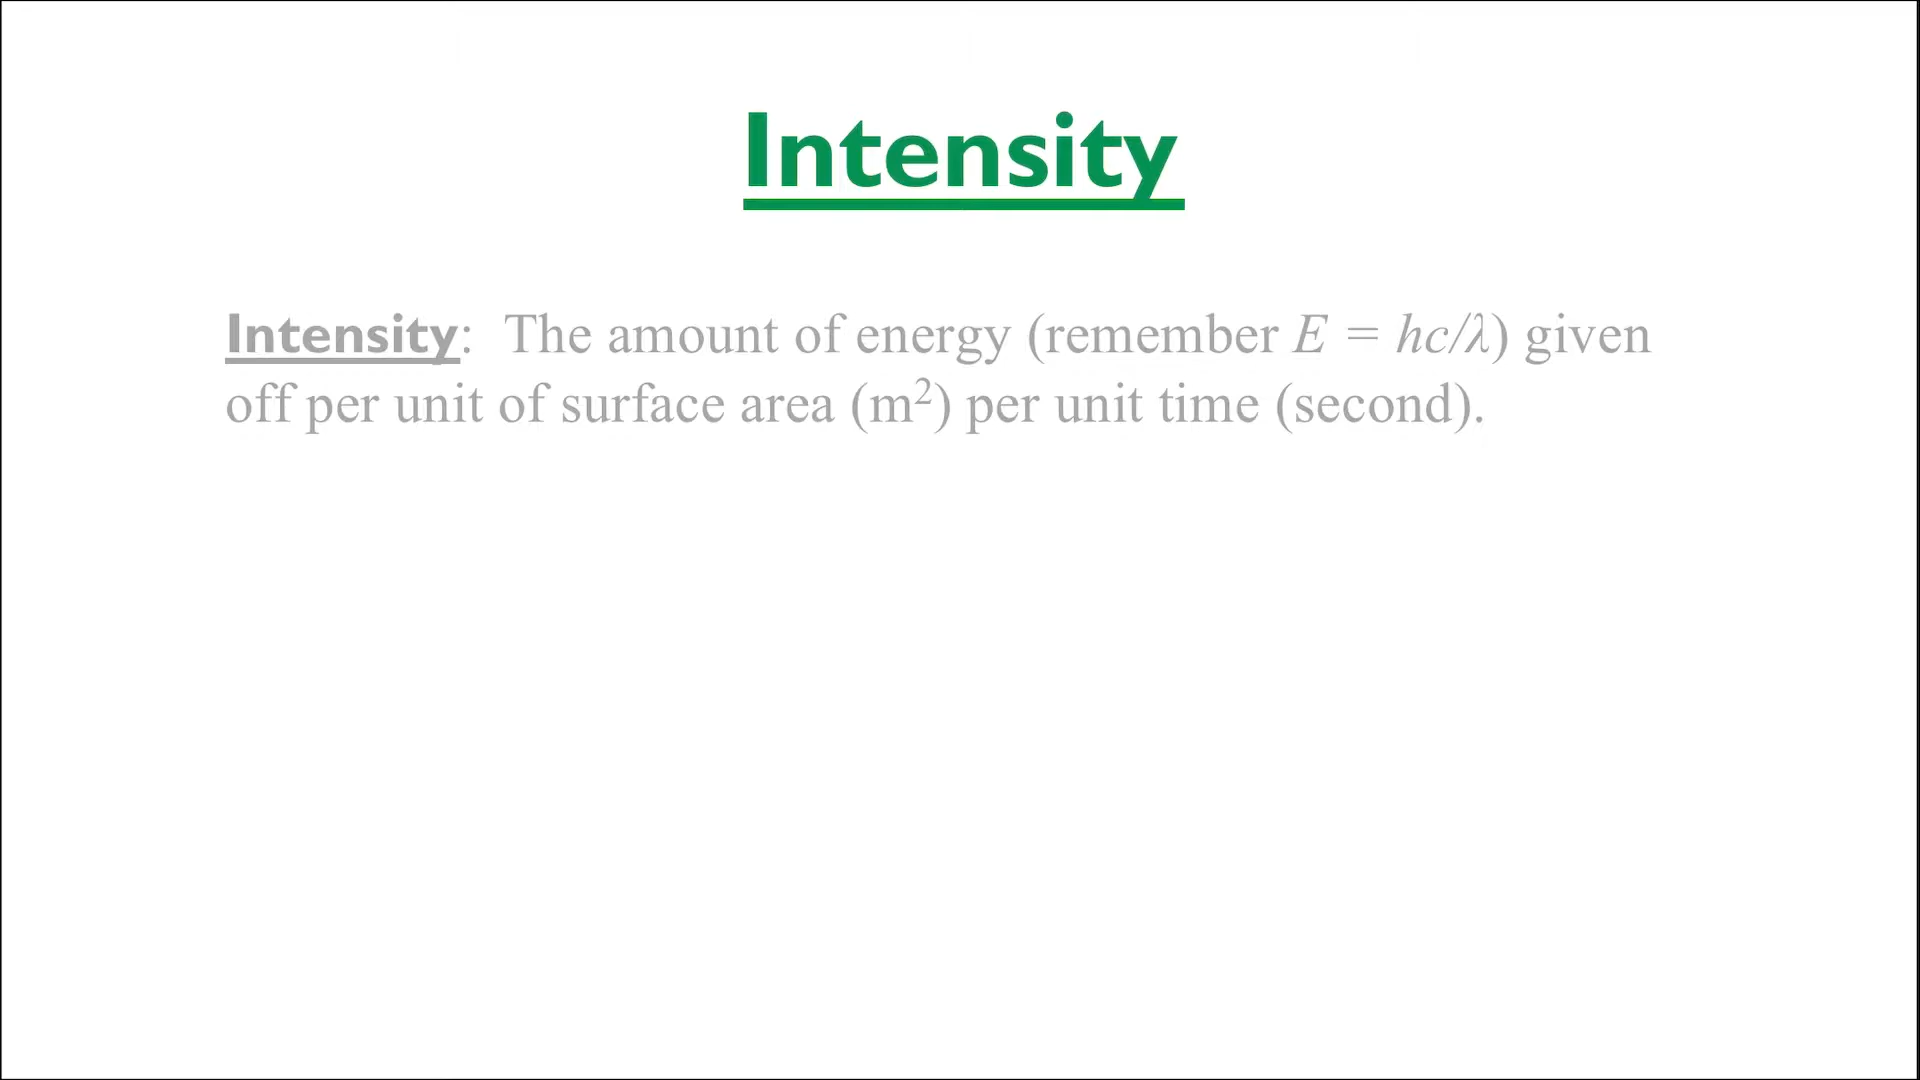 Intensity
Intensity: The amount of energy (remember E = hc/λ) given
off per unit of surface area (m²) per unit time (second).